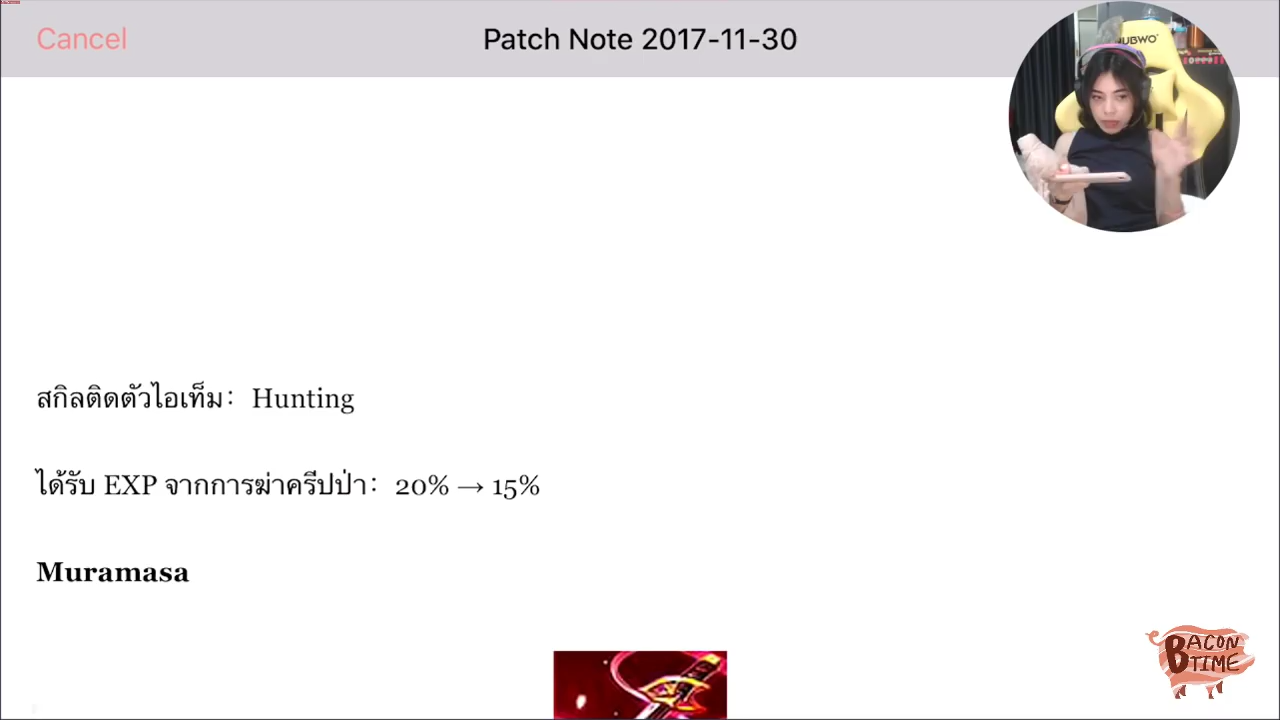 Cancel
Patch Note 2017-11-30
สกิลติดตัวไอเท็ม: Hunting
ได้รับ EXP จากการฆ่าครีปป่า: 20% → 15%
Muramasa
BACON
TIME